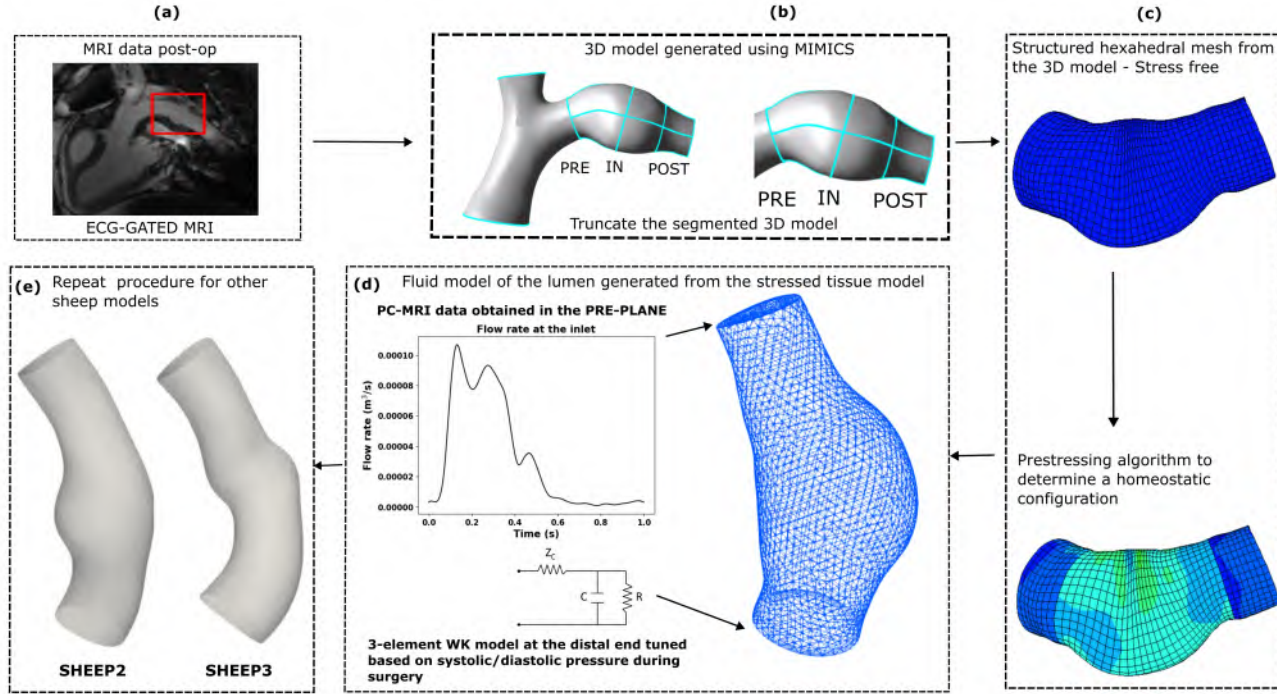 (a)
MRI data post-op
ECG-GATED MRI
(b)
3D model generated using MIMICS
PRE IN POST
PRE IN POST
Truncate the segmented 3D model
(c)
Structured hexahedral mesh from
the 3D model - Stress free
Prestressing algorithm to
determine a homeostatic
configuration
(d) Fluid model of the lumen generated from the stressed tissue model
PC-MRI data obtained in the PRE-PLANE
Flow rate at the inlet
Flow rate (m³/s)
0.00010
0.00008
0.00006
0.00004
0.00002
0.00000
0.0 0.2 0.4 0.6 0.8 1.0
Time (s)
Z_C
C
R
3-element WK model at the distal end tuned
based on systolic/diastolic pressure during
surgery
(e) Repeat procedure for other
sheep models
SHEEP2 SHEEP3